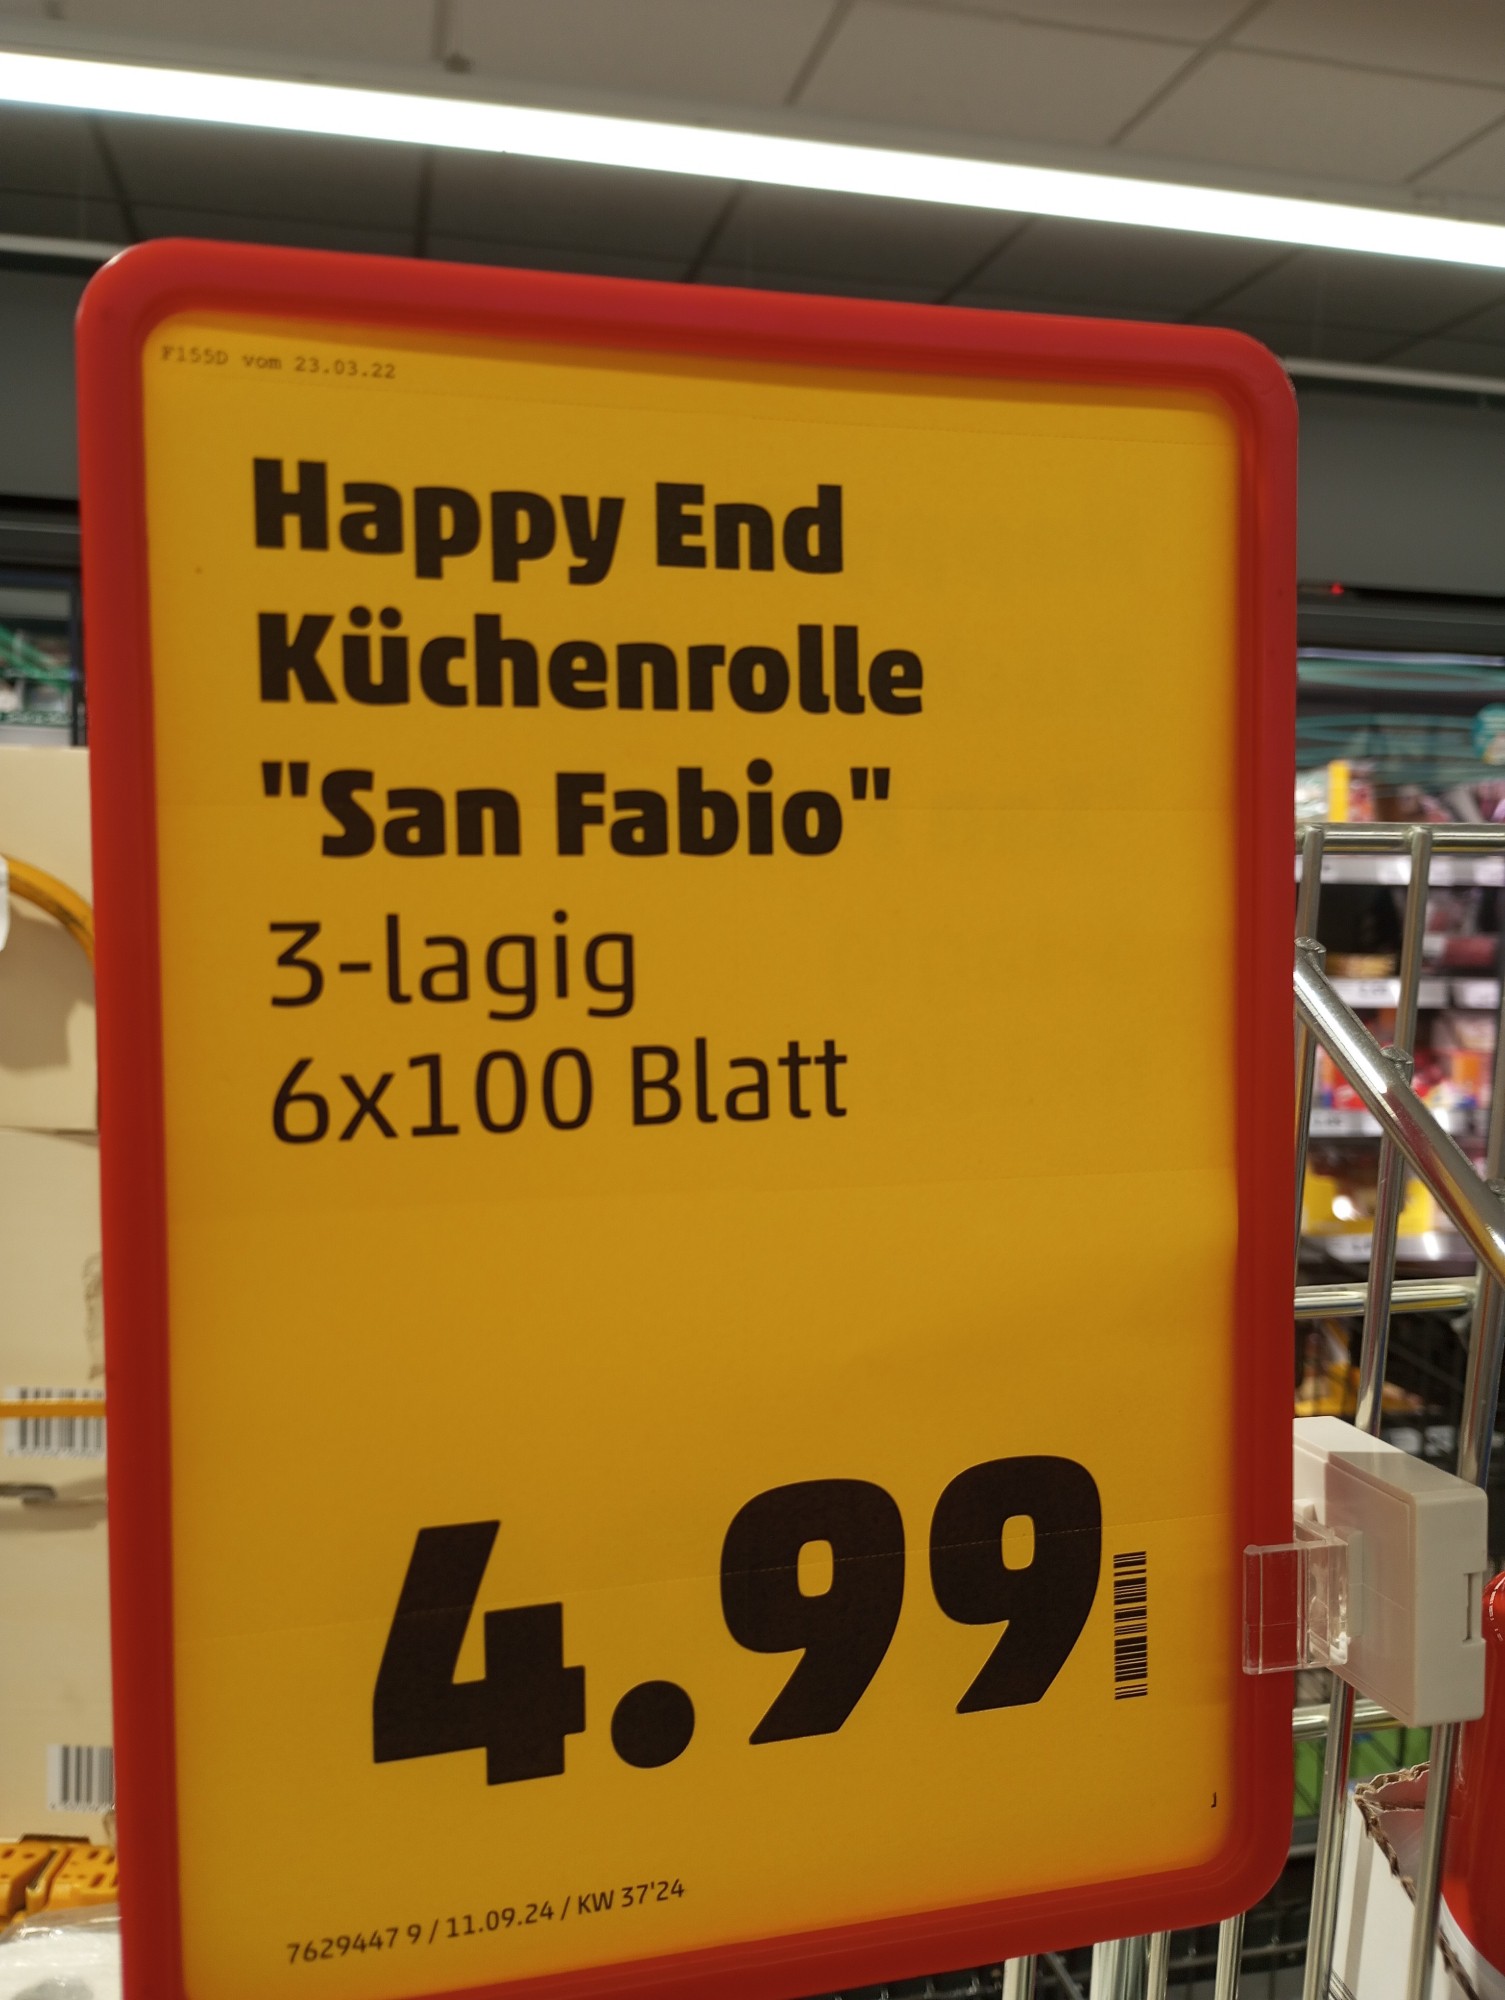 F155D vom 23.03.22
Happy End
Küchenrolle
"San Fabio"
3-lagig
6x100 Blatt
4.99
7629447 9 / 11.09.24 / KW 37'24